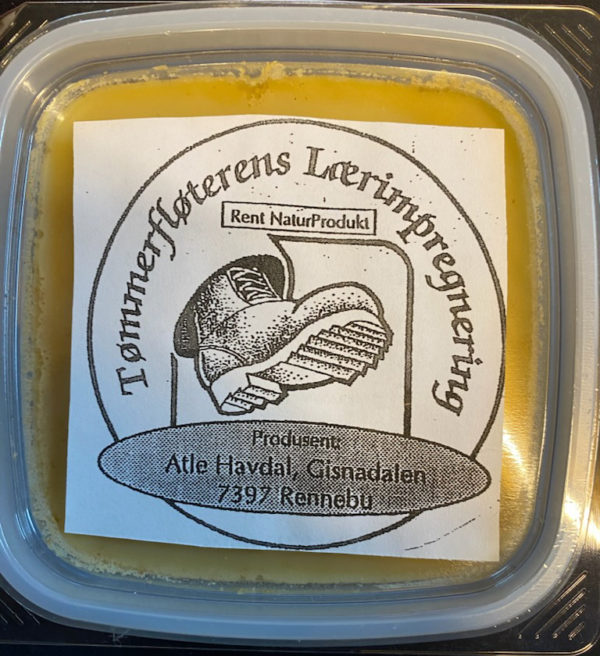 Tømmerfløterens Lærimpregnering
Rent NaturProdukt
Produsent:
Atle Havdal, Gisnadalen
7397 Rennebu